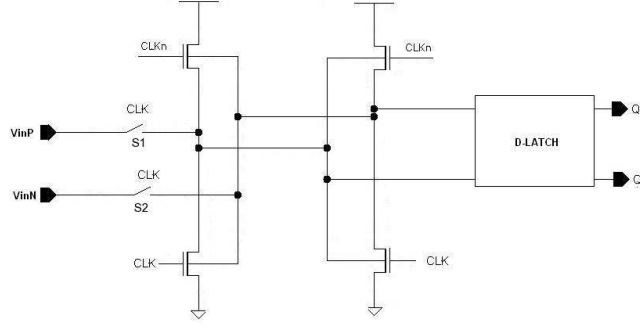 CLKn
CLKn
CLK
VinP
S1
Q
D-LATCH
CLK
VinN
S2
Q
CLK
CLK